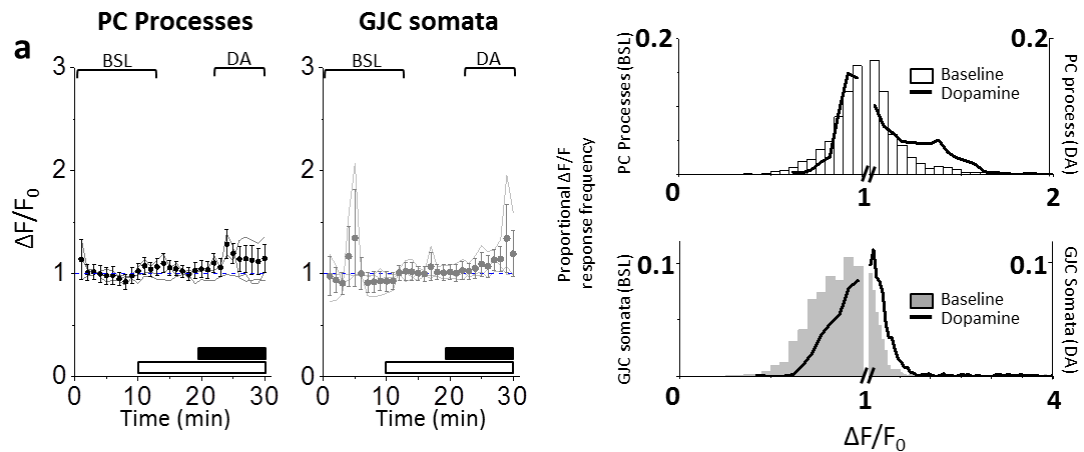 a
PC Processes
GJC somata
BSL
DA
BSL
DA
3
2
1
0
ΔF/F0
0
10
20
30
Time (min)
3
2
1
0
0
10
20
30
Time (min)
Proportional ΔF/F
response frequency
PC Processes (BSL)
0.2
0.2
PC process (DA)
Baseline
Dopamine
0
1
2
GJC somata (BSL)
0.1
0.1
GJC Somata (DA)
Baseline
Dopamine
0
1
4
ΔF/F0